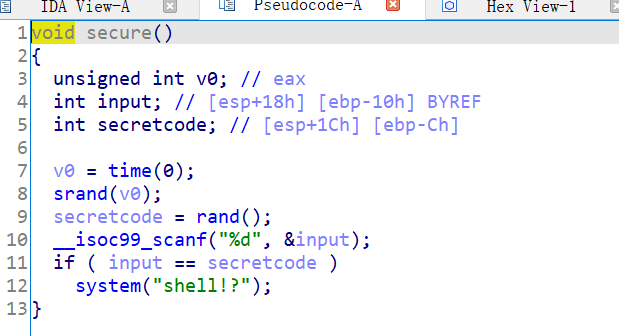 IDA View-A Pseudocode-A Hex View-1
1 void secure()
2 {
3 unsigned int v0; // eax
4 int input; // [esp+18h] [ebp-10h] BYREF
5 int secretcode; // [esp+1Ch] [ebp-Ch]
6
7 v0 = time(0);
8 srand(v0);
9 secretcode = rand();
10 __isoc99_scanf("%d", &input);
11 if ( input == secretcode )
12 system("shell!?");
13 }